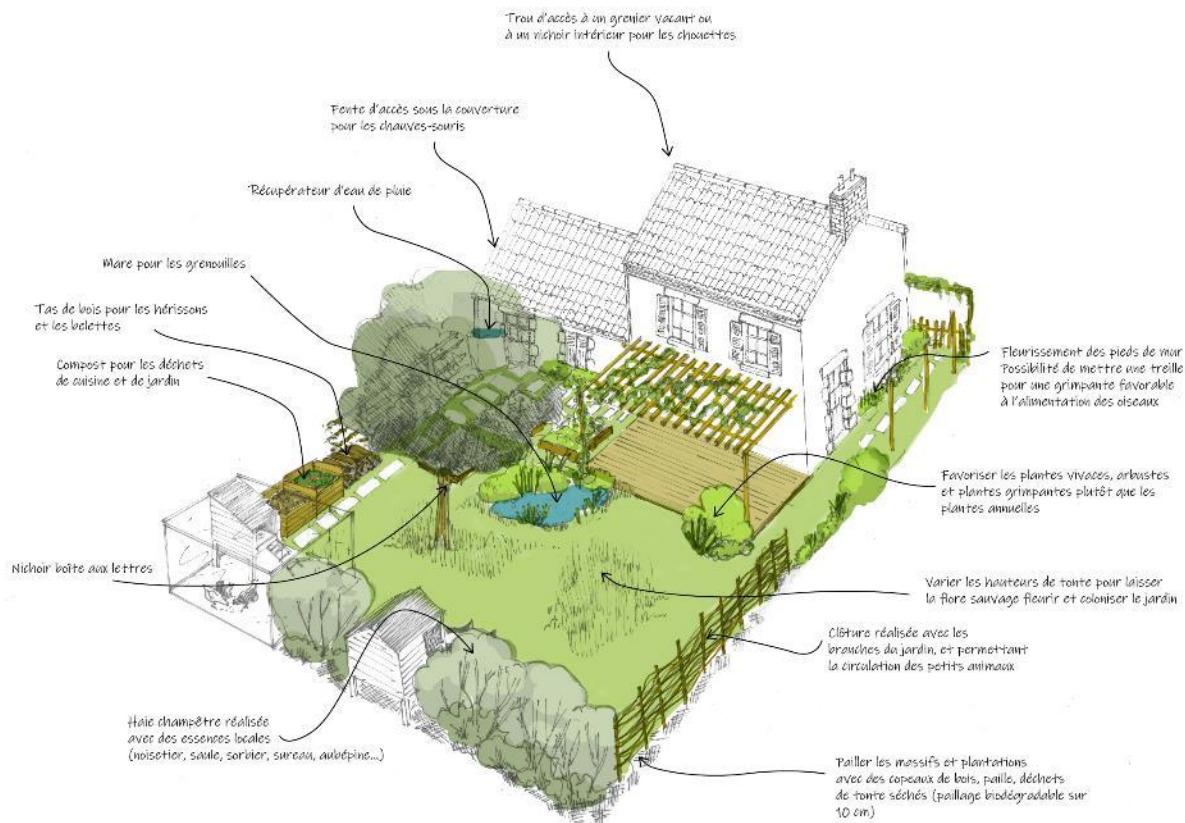 Trou d'accès à un grenier vacant ou
à un nichoir intérieur pour les chouettes
Fente d'accès sous la couverture
pour les chauves-souris
Récupérateur d'eau de pluie
Mare pour les grenouilles
Tas de bois pour les hérissons
et les belettes
Compost pour les déchets
de cuisine et de jardin
Nichoir boîte aux lettres
Haie champêtre réalisée
avec des essences locales
(noisetier, saule, sorbier, sureau, aubépine...)
Fleurissement des pieds de mur
Possibilité de mettre une treille
pour une grimpante favorable
à l'alimentation des oiseaux
Favoriser les plantes vivaces, arbustes
et plantes grimpantes plutôt que les
plantes annuelles
Varier les hauteurs de tonte pour laisser
la flore sauvage fleurir et coloniser le jardin
Clôture réalisée avec les
branches du jardin, et permettant
la circulation des petits animaux
Pailler les massifs et plantations
avec des copeaux de bois, paille, déchets
de tonte séchés (paillage biodégradable sur
10 cm)